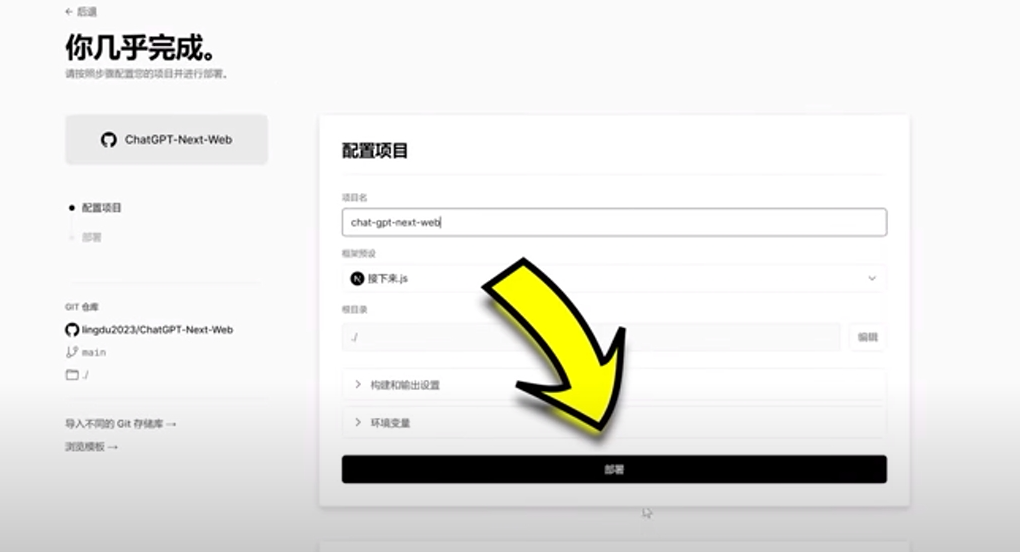 ← 后退
你几乎完成。
请按照步骤配置您的项目并进行部署。
ChatGPT-Next-Web
配置项目
部署
GIT 仓库
lingdu2023/ChatGPT-Next-Web
main
./
导入不同的 Git 存储库 →
浏览模板 →
配置项目
项目名
chat-gpt-next-web
框架预设
N 接下来.js
根目录
./
编辑
构建和输出设置
环境变量
部署